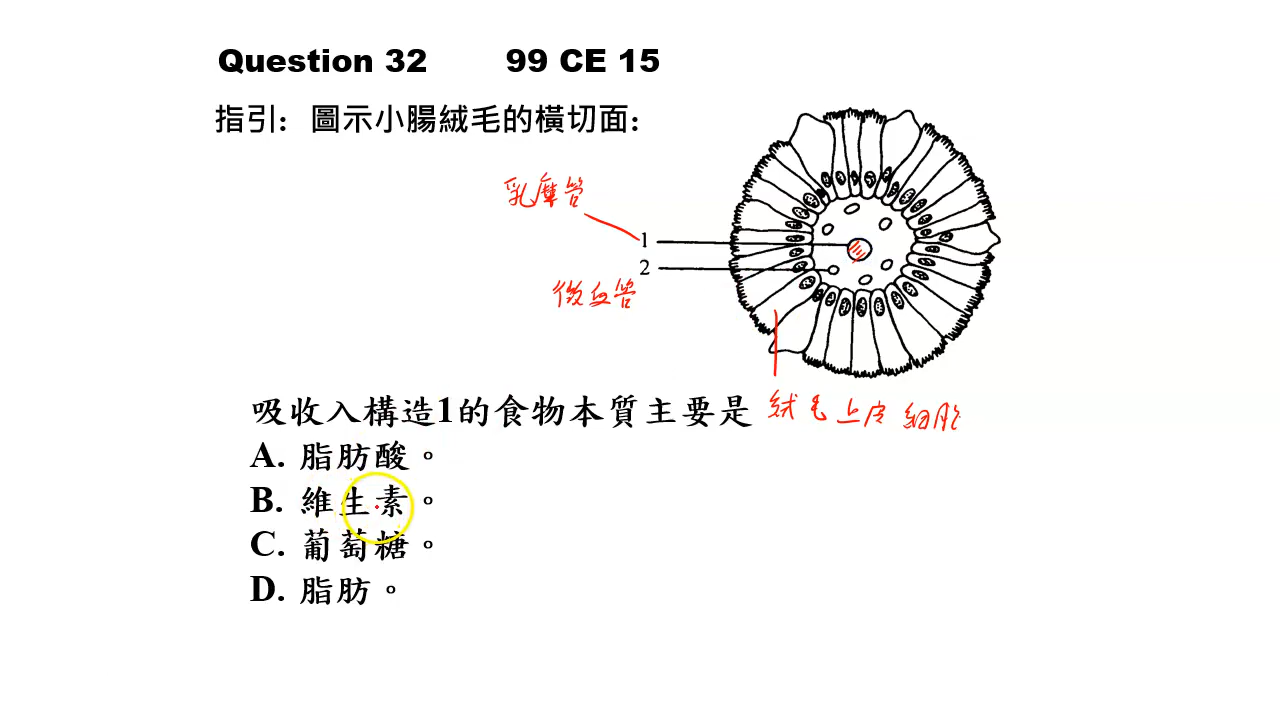 Question 32 99 CE 15
指引：圖示小腸絨毛的橫切面：
乳糜管
1
2
微血管
吸收入構造1的食物本質主要是
絨毛上皮細胞
A. 脂肪酸。
B. 維生素。
C. 葡萄糖。
D. 脂肪。